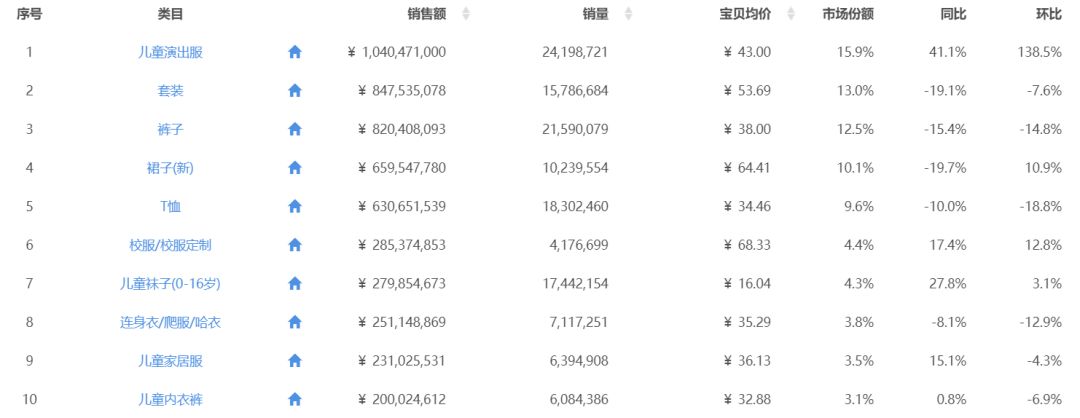 序号 类目 销售额 销量 宝贝均价 市场份额 同比 环比
1 儿童演出服 ¥ 1,040,471,000 24,198,721 ¥ 43.00 15.9% 41.1% 138.5%
2 套装 ¥ 847,535,078 15,786,684 ¥ 53.69 13.0% -19.1% -7.6%
3 裤子 ¥ 820,408,093 21,590,079 ¥ 38.00 12.5% -15.4% -14.8%
4 裙子(新) ¥ 659,547,780 10,239,554 ¥ 64.41 10.1% -19.7% 10.9%
5 T恤 ¥ 630,651,539 18,302,460 ¥ 34.46 9.6% -10.0% -18.8%
6 校服/校服定制 ¥ 285,374,853 4,176,699 ¥ 68.33 4.4% 17.4% 12.8%
7 儿童袜子(0-16岁) ¥ 279,854,673 17,442,154 ¥ 16.04 4.3% 27.8% 3.1%
8 连身衣/爬服/哈衣 ¥ 251,148,869 7,117,251 ¥ 35.29 3.8% -8.1% -12.9%
9 儿童家居服 ¥ 231,025,531 6,394,908 ¥ 36.13 3.5% 15.1% -4.3%
10 儿童内衣裤 ¥ 200,024,612 6,084,386 ¥ 32.88 3.1% 0.8% -6.9%